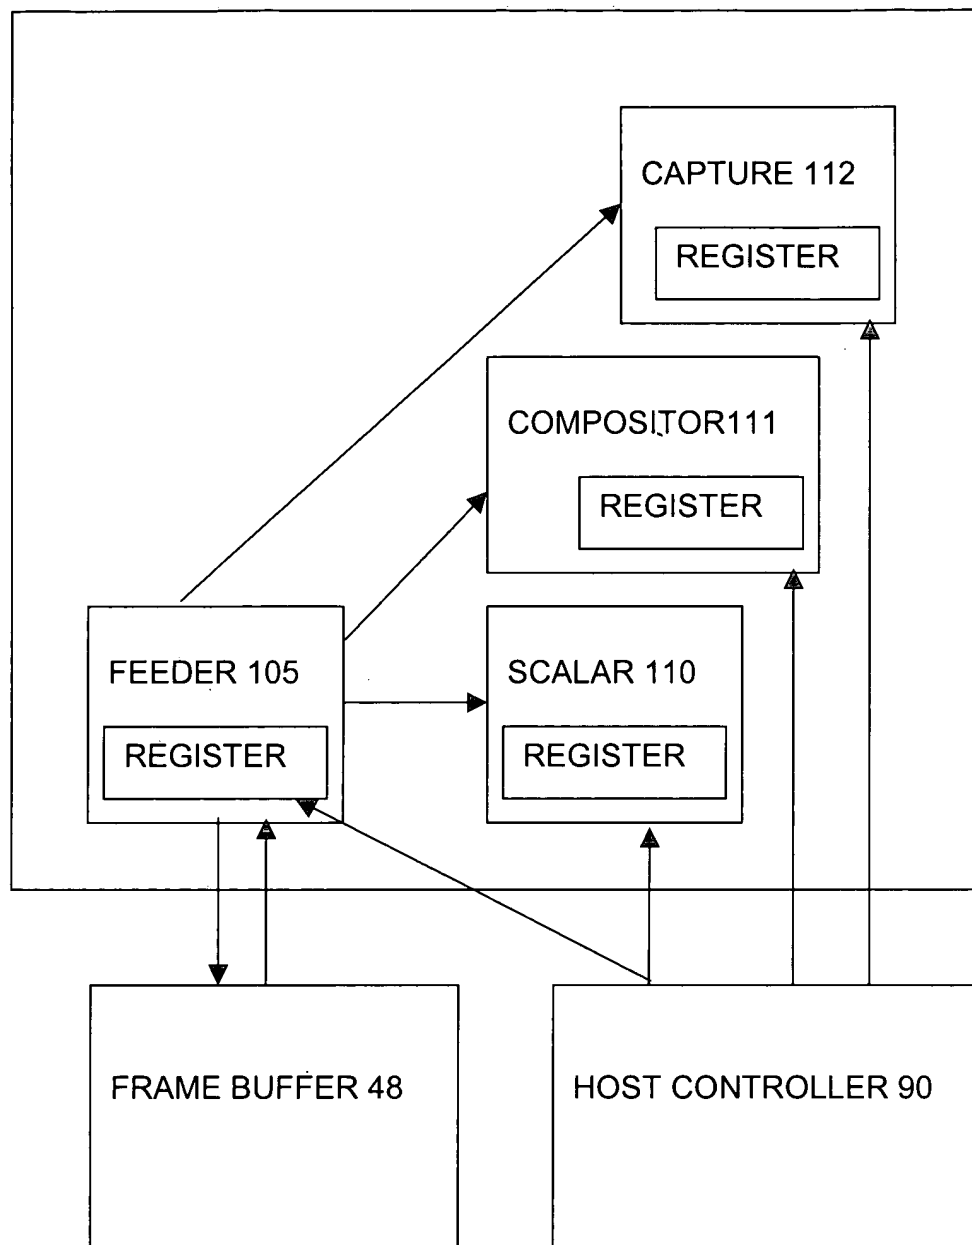 CAPTURE 112
REGISTER
COMPOSITOR111
REGISTER
FEEDER 105
REGISTER
SCALAR 110
REGISTER
FRAME BUFFER 48
HOST CONTROLLER 90